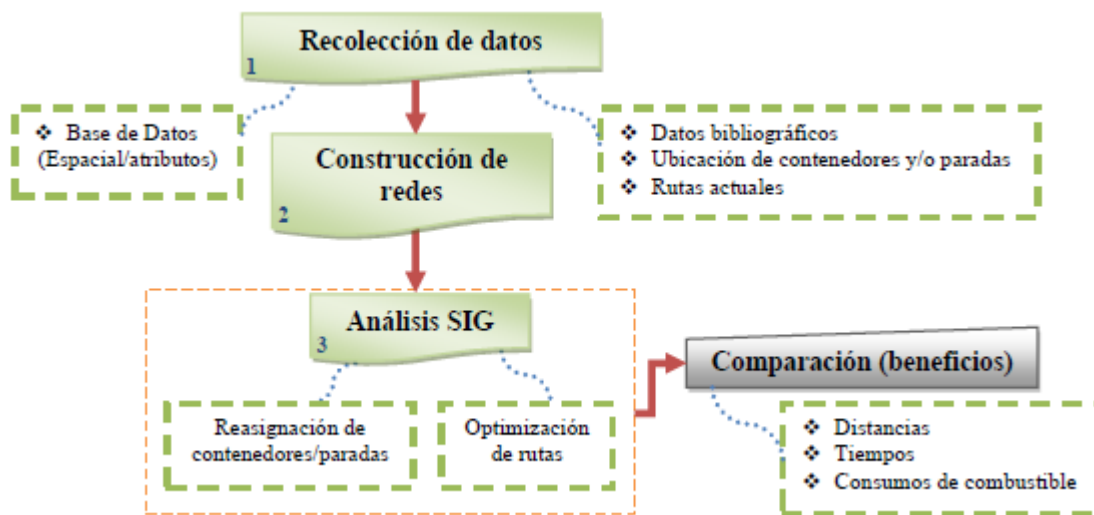 Recolección de datos
1
❖ Base de Datos
(Espacial/atributos)
❖ Datos bibliográficos
❖ Ubicación de contenedores y/o paradas
❖ Rutas actuales
Construcción de
redes
2
Análisis SIG
3
Reasignación de
contenedores/paradas
Optimización
de rutas
Comparación (beneficios)
❖ Distancias
❖ Tiempos
❖ Consumos de combustible